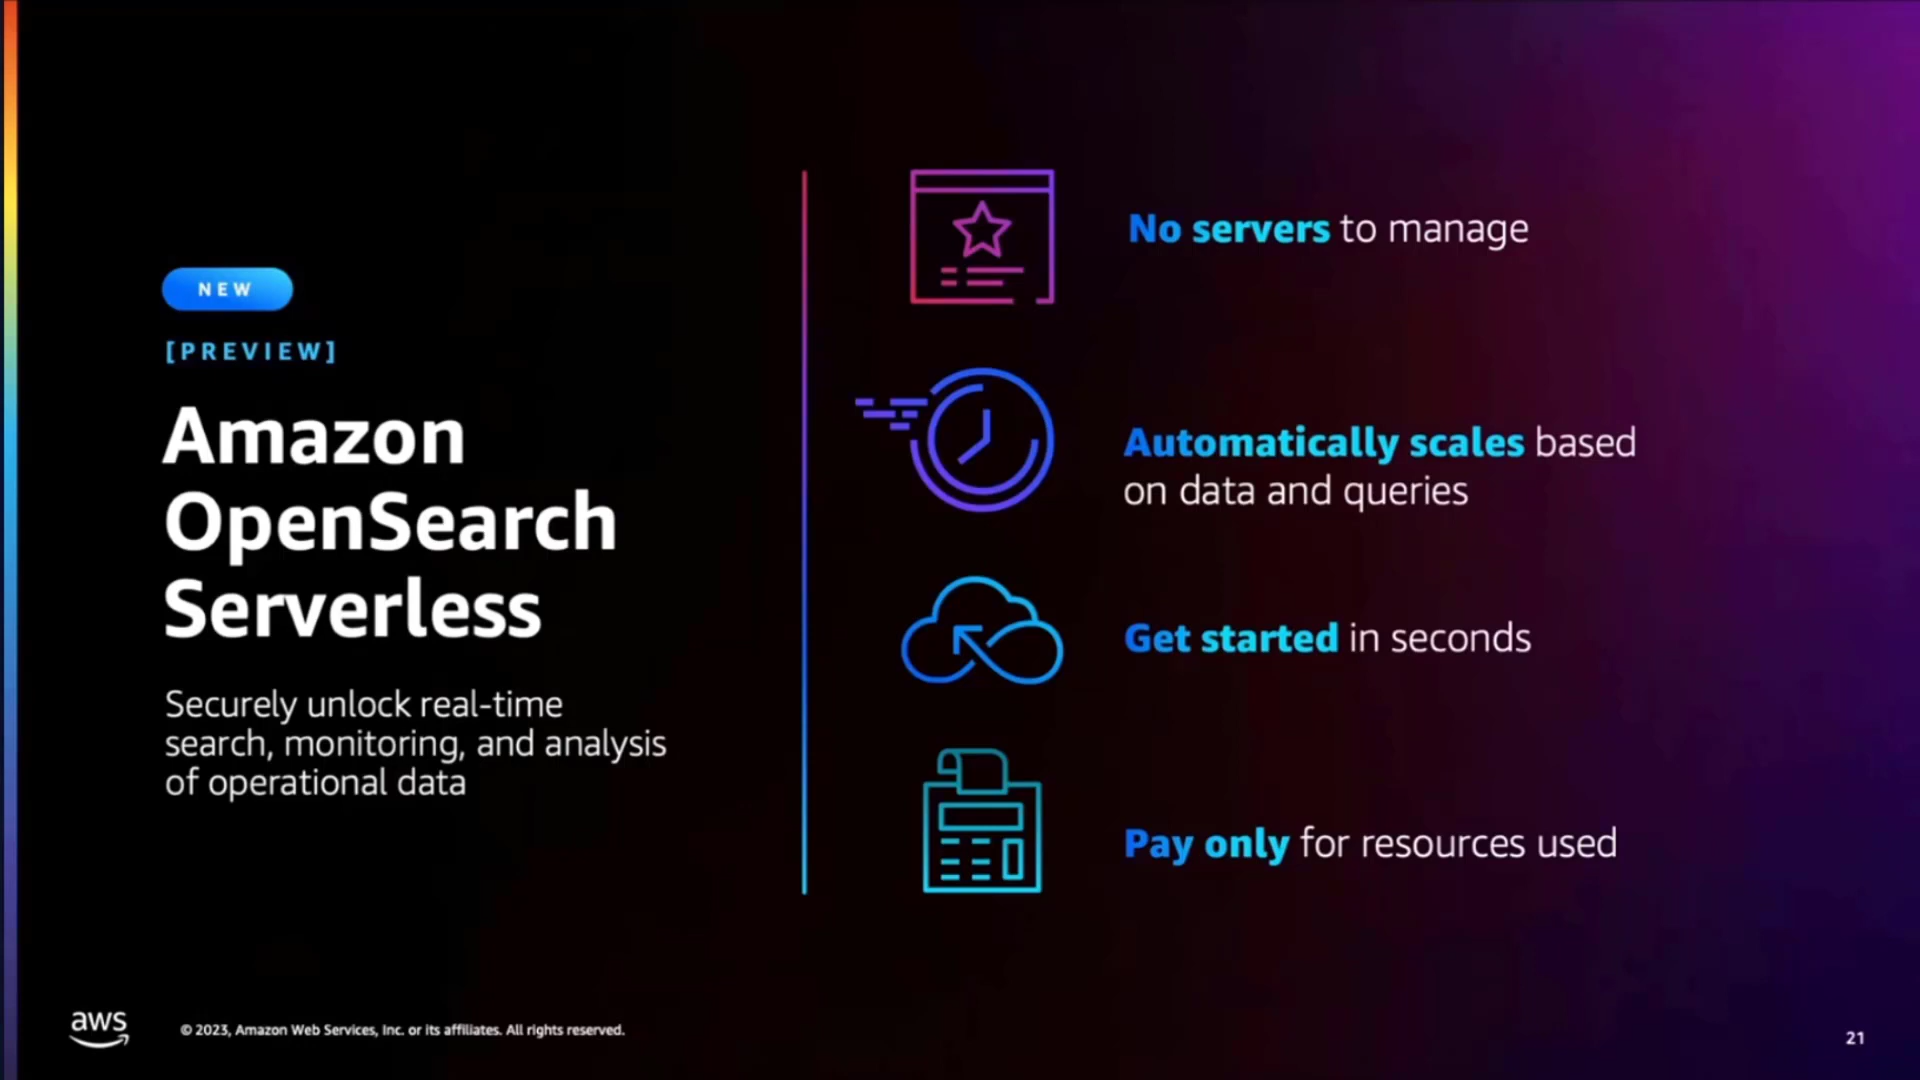 NEW
[PREVIEW]
Amazon
OpenSearch
Serverless
Securely unlock real-time
search, monitoring, and analysis
of operational data
No servers to manage
Automatically scales based
on data and queries
Get started in seconds
Pay only for resources used
aws
© 2023, Amazon Web Services, Inc. or its affiliates. All rights reserved.
21